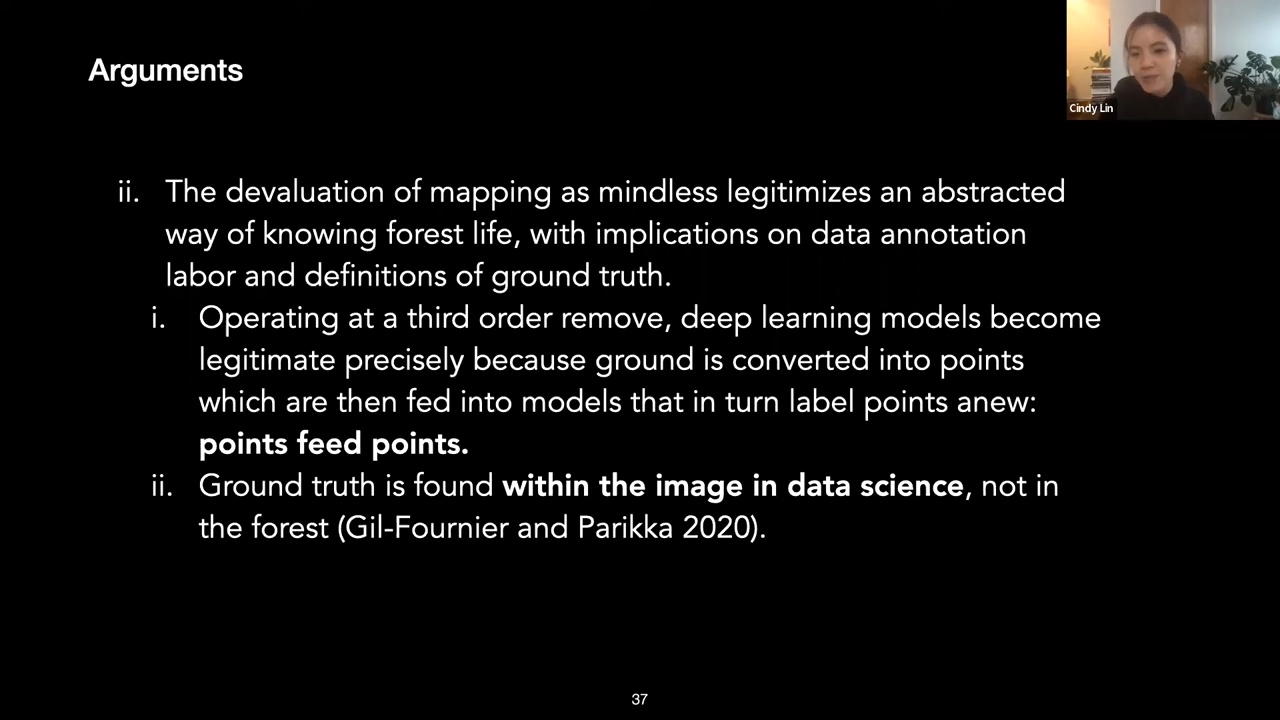 Arguments
Cindy Lin
ii. The devaluation of mapping as mindless legitimizes an abstracted
way of knowing forest life, with implications on data annotation
labor and definitions of ground truth.
i. Operating at a third order remove, deep learning models become
legitimate precisely because ground is converted into points
which are then fed into models that in turn label points anew:
points feed points.
ii. Ground truth is found within the image in data science, not in
the forest (Gil-Fournier and Parikka 2020).
37